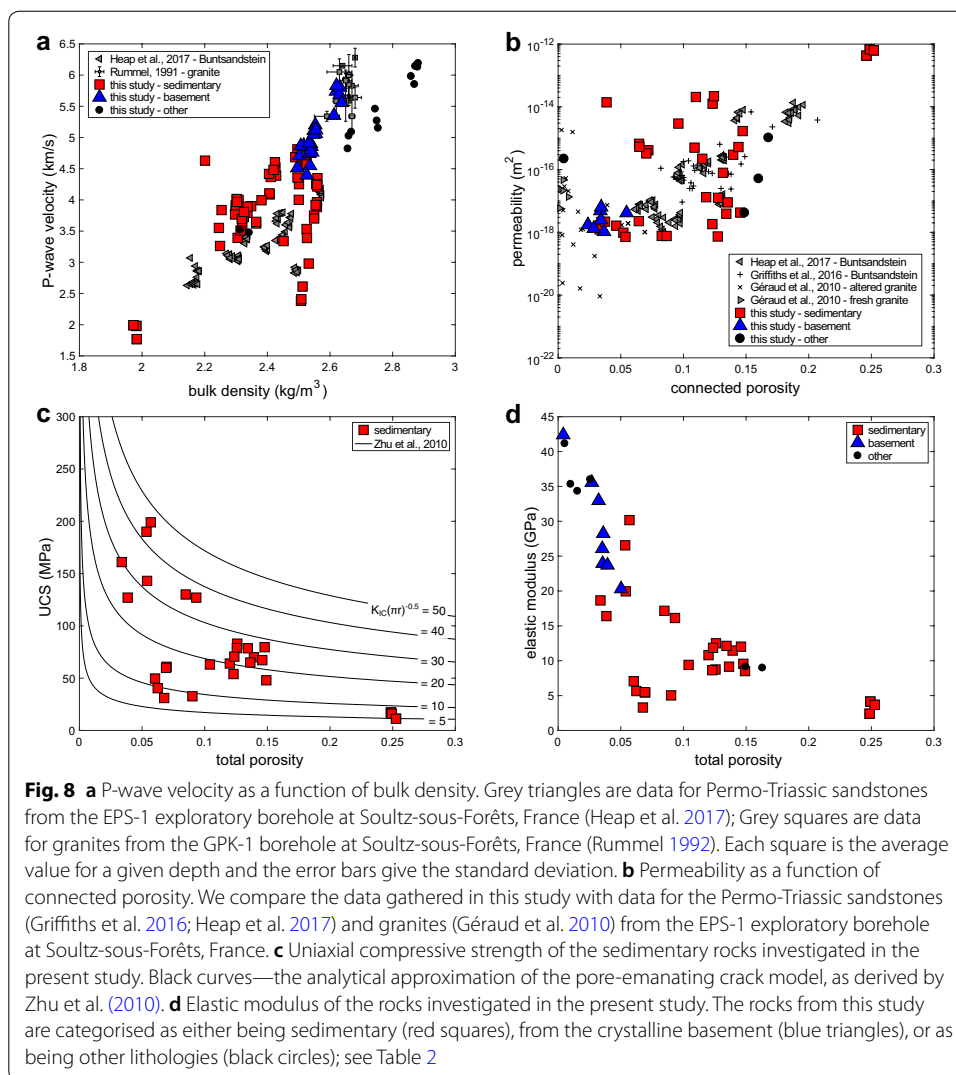 a
6.5
6
5.5
5
4.5
4
3.5
3
2.5
2
1.5
P-wave velocity (km/s)
Heap et al., 2017 - Buntsandstein
Rummel, 1991 - granite
this study - sedimentary
this study - basement
this study - other
2 2.2 2.4 2.6 2.8 3
bulk density (kg/m³)
b
10⁻¹²
10⁻¹⁴
10⁻¹⁶
10⁻¹⁸
10⁻²⁰
10⁻²²
permeability (m²)
Heap et al., 2017 - Buntsandstein
Griffiths et al., 2016 - Buntsandstein
Géraud et al., 2010 - altered granite
Géraud et al., 2010 - fresh granite
this study - sedimentary
this study - basement
this study - other
0 0.05 0.1 0.15 0.2 0.25 0.3
connected porosity
c
300
250
200
150
100
50
0
UCS (MPa)
sedimentary
Zhu et al., 2010
K_IC(πr)^-0.5 = 50
= 40
= 30
= 20
= 10
= 5
0 0.05 0.1 0.15 0.2 0.25 0.3
total porosity
d
45
40
35
30
25
20
15
10
5
0
elastic modulus (GPa)
sedimentary
basement
other
0 0.05 0.1 0.15 0.2 0.25 0.3
total porosity
Fig. 8 a P-wave velocity as a function of bulk density. Grey triangles are data for Permo-Triassic sandstones
from the EPS-1 exploratory borehole at Soultz-sous-Forêts, France (Heap et al. 2017); Grey squares are data
for granites from the GPK-1 borehole at Soultz-sous-Forêts, France (Rummel 1992). Each square is the average
value for a given depth and the error bars give the standard deviation. b Permeability as a function of
connected porosity. We compare the data gathered in this study with data for the Permo-Triassic sandstones
(Griffiths et al. 2016; Heap et al. 2017) and granites (Géraud et al. 2010) from the EPS-1 exploratory borehole
at Soultz-sous-Forêts, France. c Uniaxial compressive strength of the sedimentary rocks investigated in the
present study. Black curves—the analytical approximation of the pore-emanating crack model, as derived by
Zhu et al. (2010). d Elastic modulus of the rocks investigated in the present study. The rocks from this study
are categorised as either being sedimentary (red squares), from the crystalline basement (blue triangles), or as
being other lithologies (black circles); see Table 2